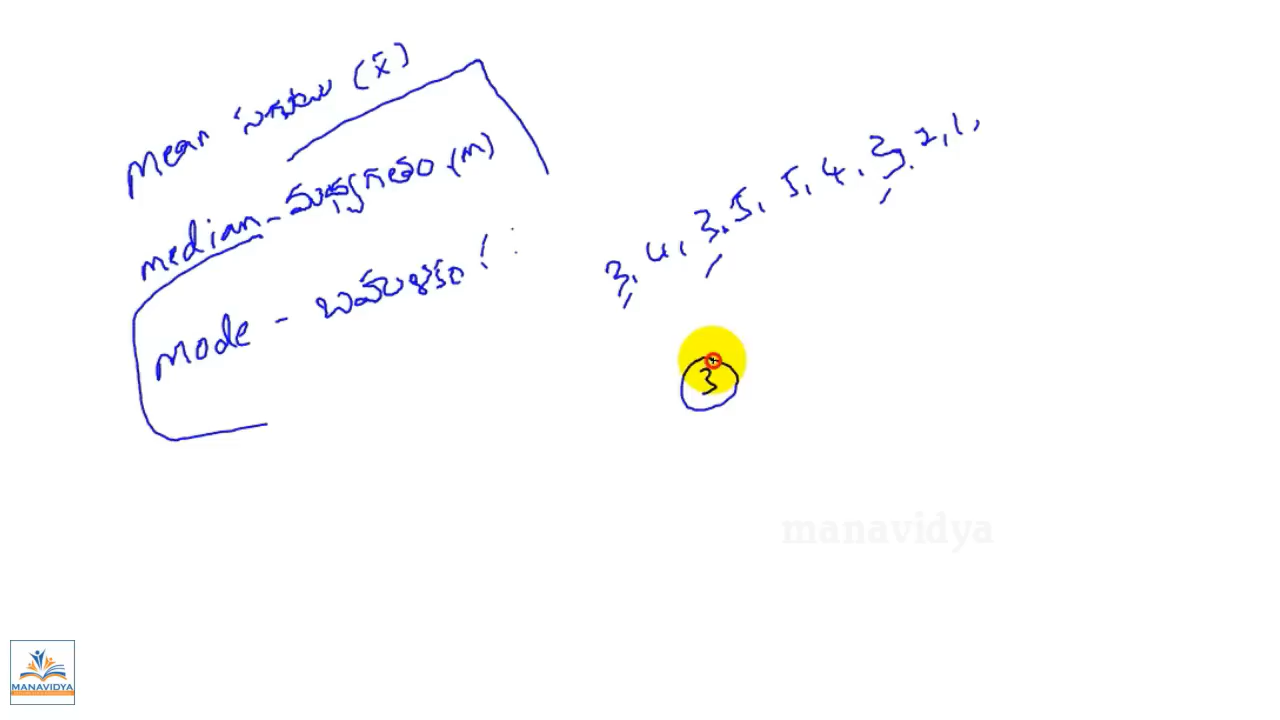 Mean సగటు (x̄)
median - మధ్యగతం (m)
mode - బాహుళకం (
3, 4, 3, 5, 5, 4, 3, 2, 1,
3
manavidya
MANAVIDYA